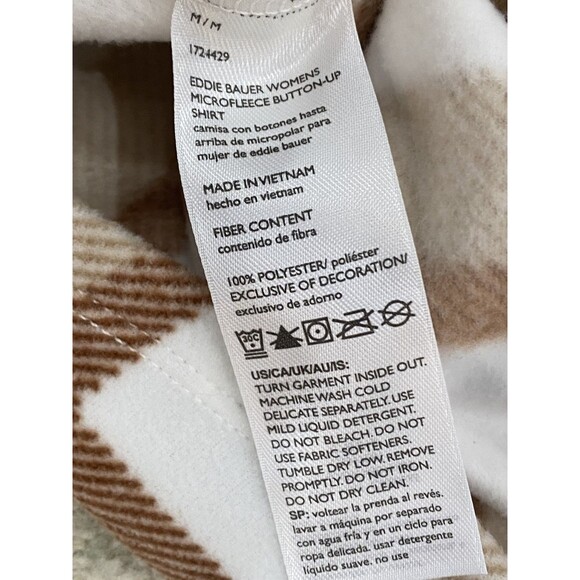 M/M
1724429
EDDIE BAUER WOMENS
MICROFLEECE BUTTON-UP
SHIRT
camisa con botones hasta
arriba de micropolar para
mujer de eddie bauer
MADE IN VIETNAM
hecho en vietnam
FIBER CONTENT
contenido de fibra
100% POLYESTER/ poliéster
EXCLUSIVE OF DECORATION/
exclusivo de adorno
30C
US/CA/UK/AU/IS:
TURN GARMENT INSIDE OUT.
MACHINE WASH COLD
DELICATE SEPARATELY. USE
MILD LIQUID DETERGENT.
DO NOT BLEACH. DO NOT
USE FABRIC SOFTENERS.
TUMBLE DRY LOW. REMOVE
PROMPTLY. DO NOT IRON.
DO NOT DRY CLEAN.
SP: voltear la prenda al revés.
lavar a máquina por separado
con agua fría y en un ciclo para
ropa delicada. usar detergente
líquido suave. no use